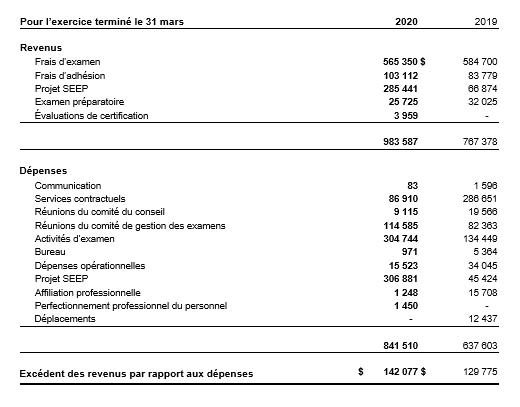 Pour l'exercice terminé le 31 mars 2020 2019
Revenus
Frais d'examen 565 350 $ 584 700
Frais d'adhésion 103 112 83 779
Projet SEEP 285 441 66 874
Examen préparatoire 25 725 32 025
Évaluations de certification 3 959 -
983 587 767 378
Dépenses
Communication 83 1 596
Services contractuels 86 910 286 651
Réunions du comité du conseil 9 115 19 566
Réunions du comité de gestion des examens 114 585 82 363
Activités d'examen 304 744 134 449
Bureau 971 5 364
Dépenses opérationnelles 15 523 34 045
Projet SEEP 306 881 45 424
Affiliation professionnelle 1 248 15 708
Perfectionnement professionnel du personnel 1 450 -
Déplacements - 12 437
841 510 637 603
Excédent des revenus par rapport aux dépenses $ 142 077 $ 129 775